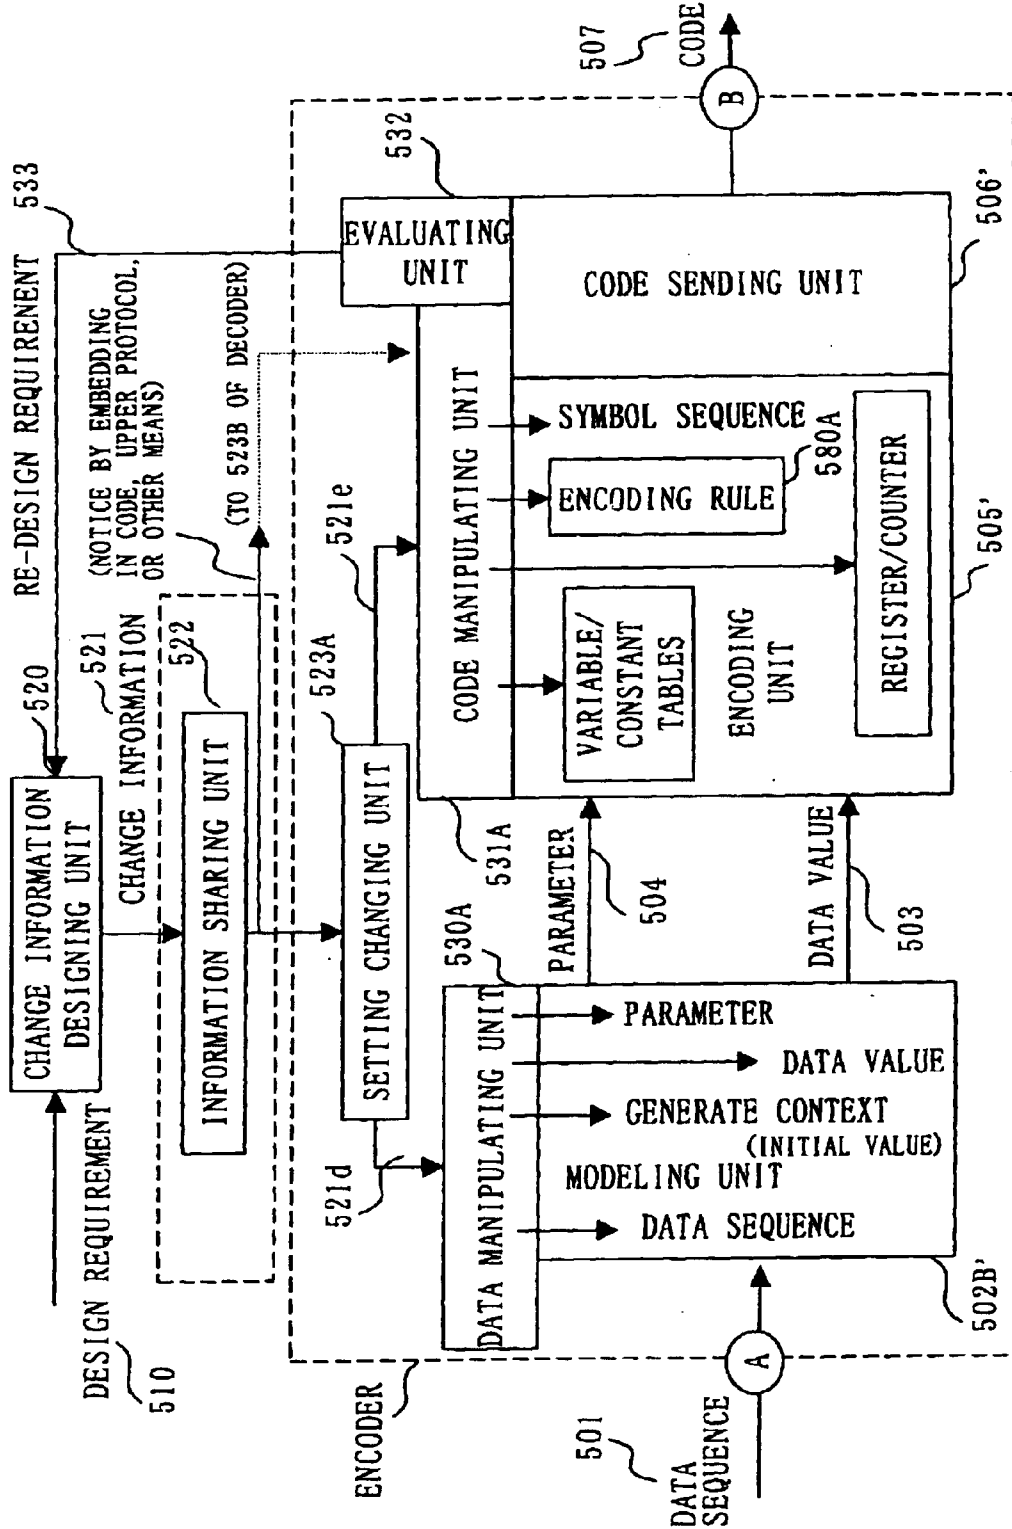 DESIGN REQUIREMENT
510
CHANGE INFORMATION
DESIGNING UNIT
520
RE-DESIGN REQUIRENENT
533
521
CHANGE INFORMATION
522
INFORMATION SHARING UNIT
(NOTICE BY EMBEDDING
IN CODE, UPPER PROTOCOL,
OR OTHER MEANS)
(TO 523B OF DECODER)
ENCODER
521d
SETTING CHANGING UNIT
523A
521e
EVALUATING
UNIT
532
DATA MANIPULATING UNIT
530A
PARAMETER
DATA VALUE
GENERATE CONTEXT
(INITIAL VALUE)
MODELING UNIT
DATA SEQUENCE
502B'
501
DATA
SEQUENCE
A
PARAMETER
504
DATA VALUE
503
531A
CODE MANIPULATING UNIT
VARIABLE/
CONSTANT
TABLES
ENCODING RULE
580A
SYMBOL SEQUENCE
ENCODING
UNIT
REGISTER/COUNTER
505'
CODE SENDING UNIT
506'
B
507
CODE